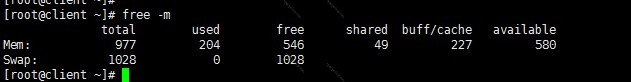 [root@client ~]# free -m
total used free shared buff/cache available
Mem: 977 204 546 49 227 580
Swap: 1028 0 1028
[root@client ~]#